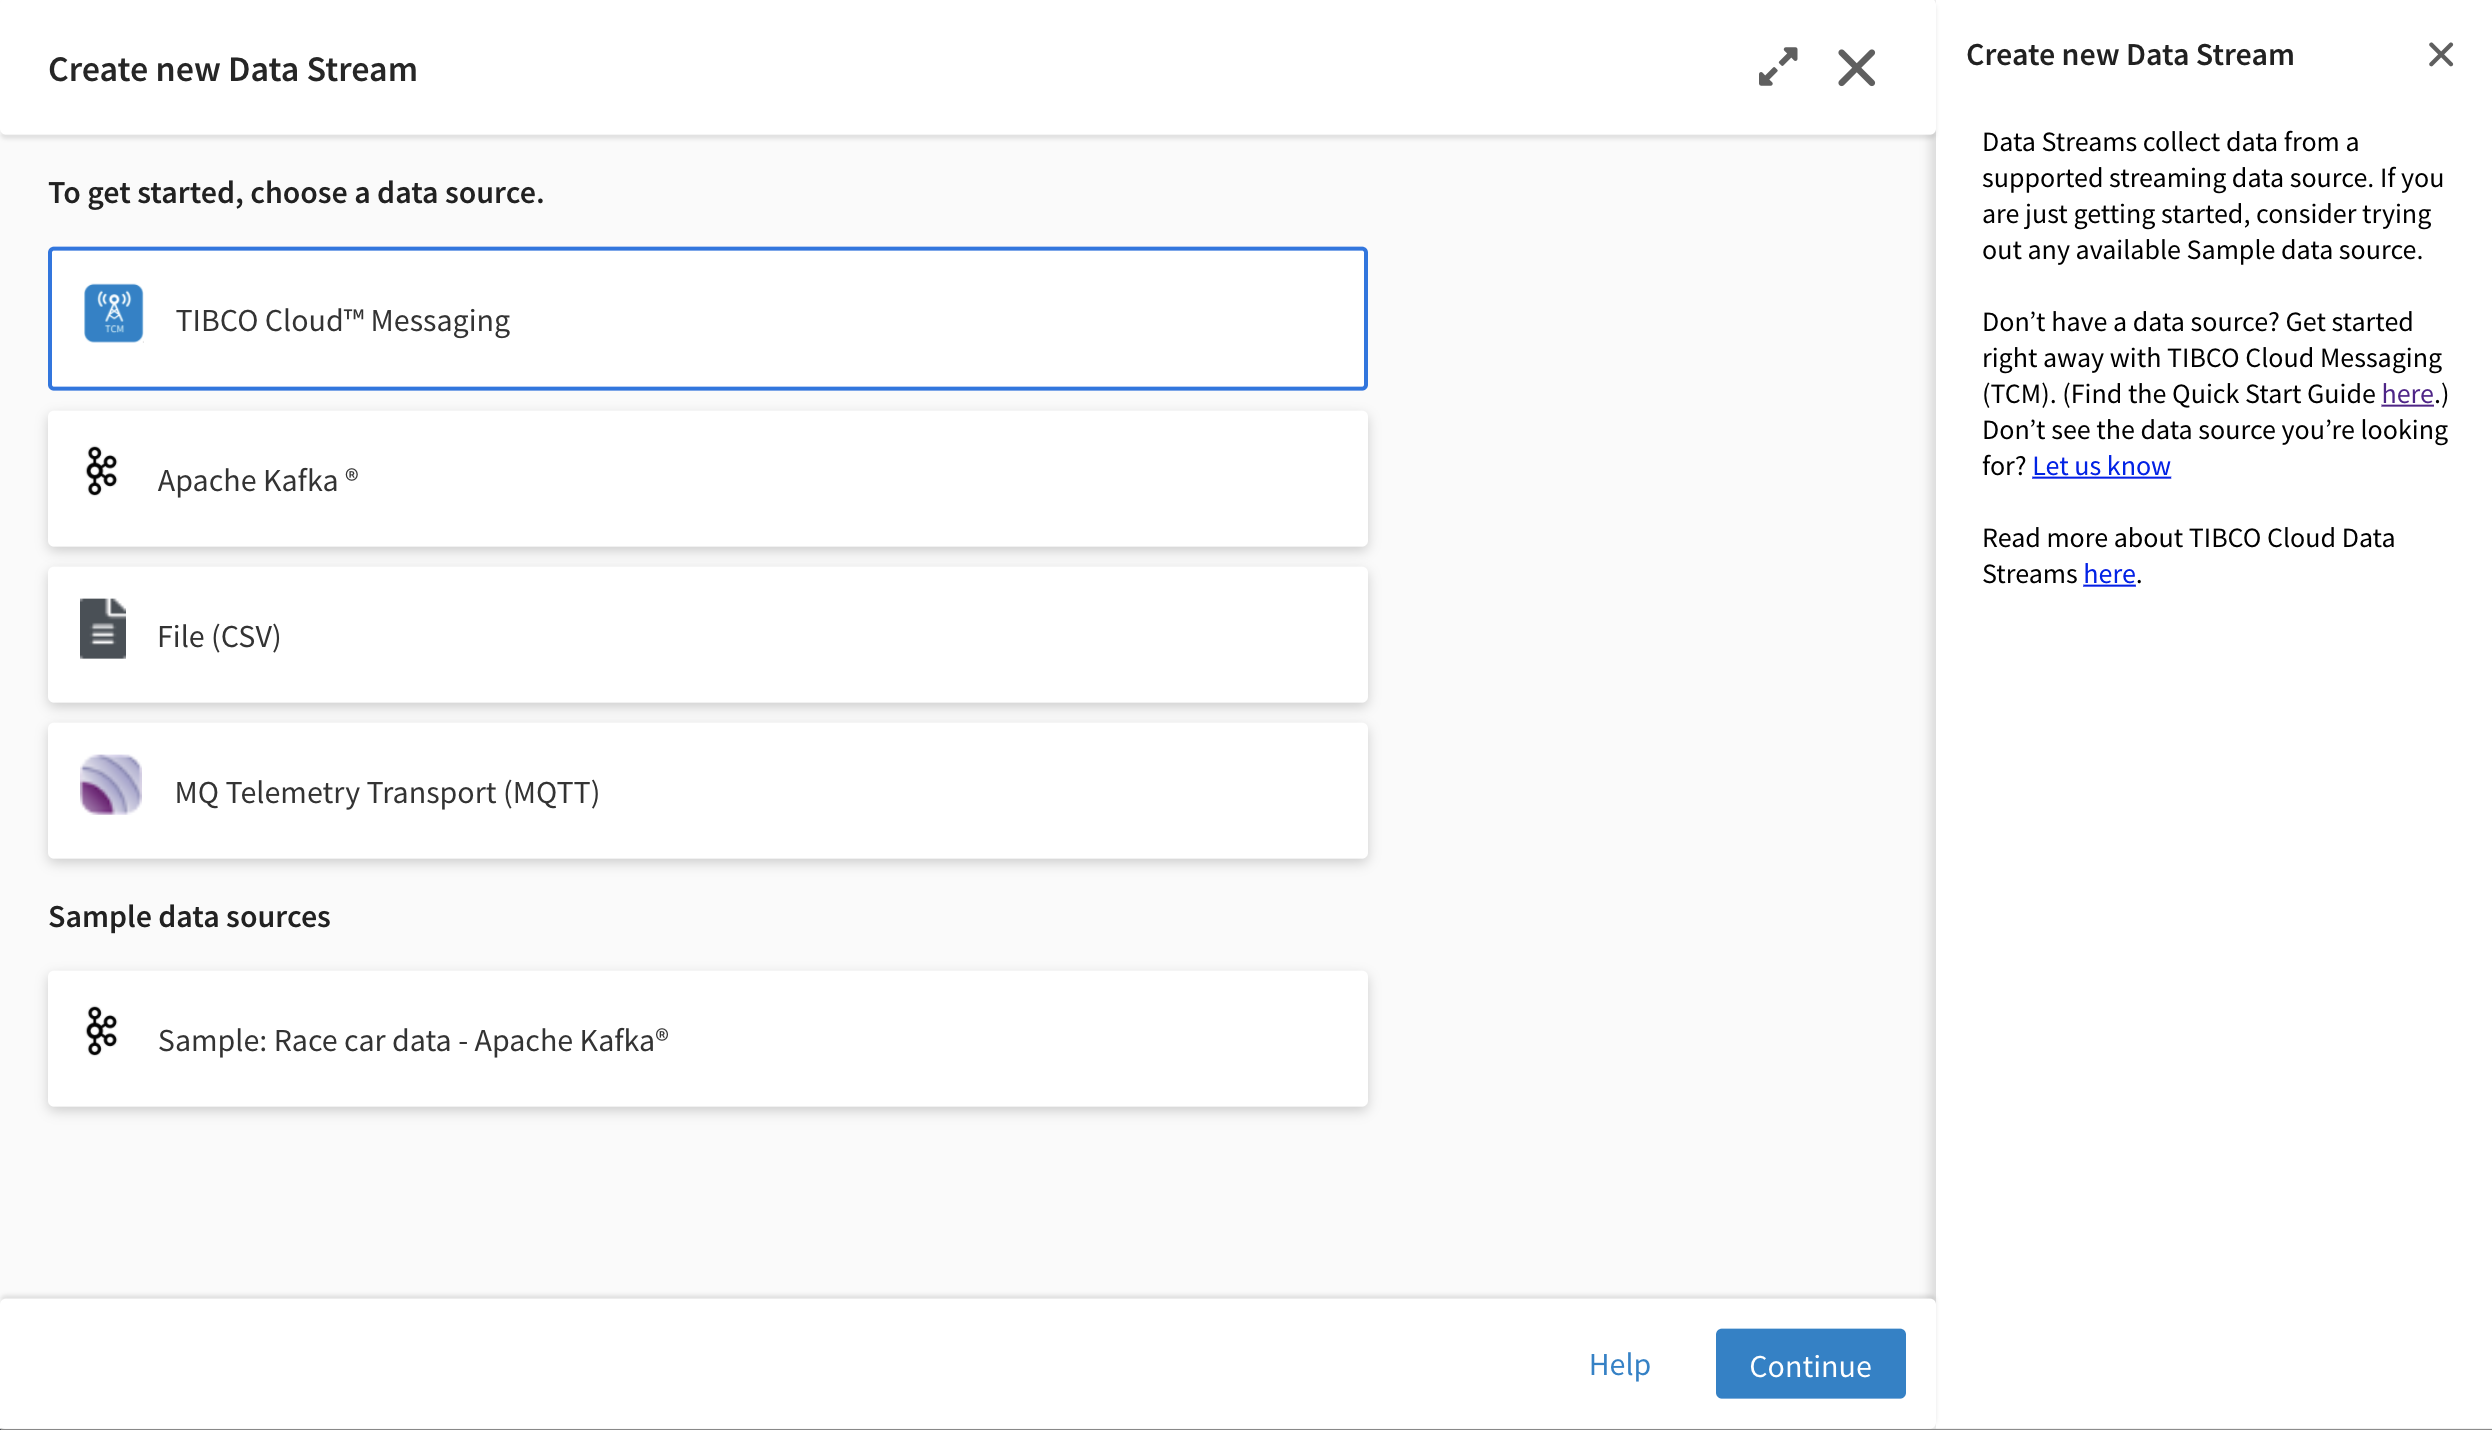 Create new Data Stream
To get started, choose a data source.
TCM
TIBCO Cloud™ Messaging
Apache Kafka ®
File (CSV)
MQ Telemetry Transport (MQTT)
Sample data sources
Sample: Race car data - Apache Kafka®
Help
Continue
Create new Data Stream
Data Streams collect data from a
supported streaming data source. If you
are just getting started, consider trying
out any available Sample data source.
Don’t have a data source? Get started
right away with TIBCO Cloud Messaging
(TCM). (Find the Quick Start Guide here.)
Don’t see the data source you’re looking
for? Let us know
Read more about TIBCO Cloud Data
Streams here.